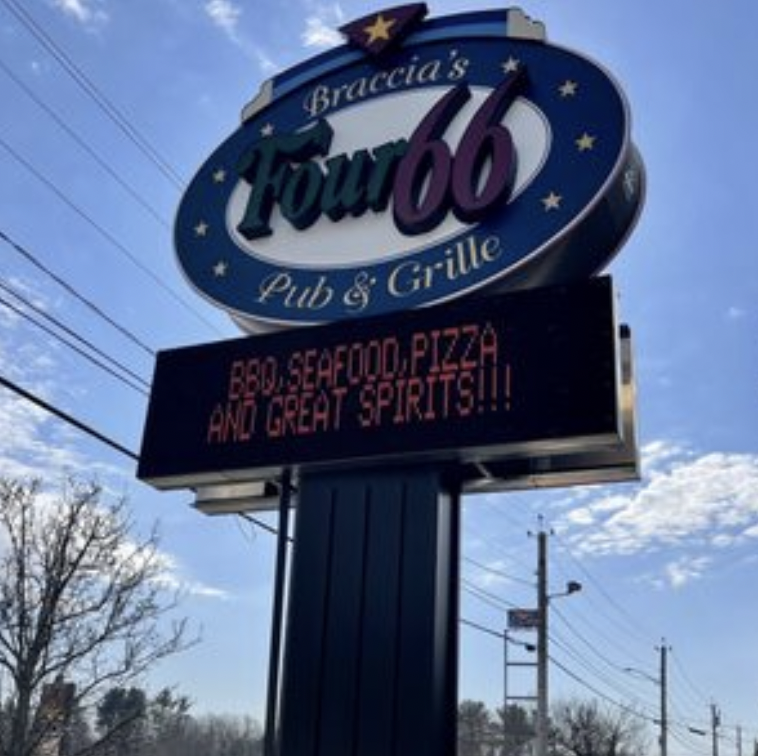 Braccia's
Four66
Pub & Grille
BBQ,SEAFOOD,PIZZA
AND GREAT SPIRITS!!!